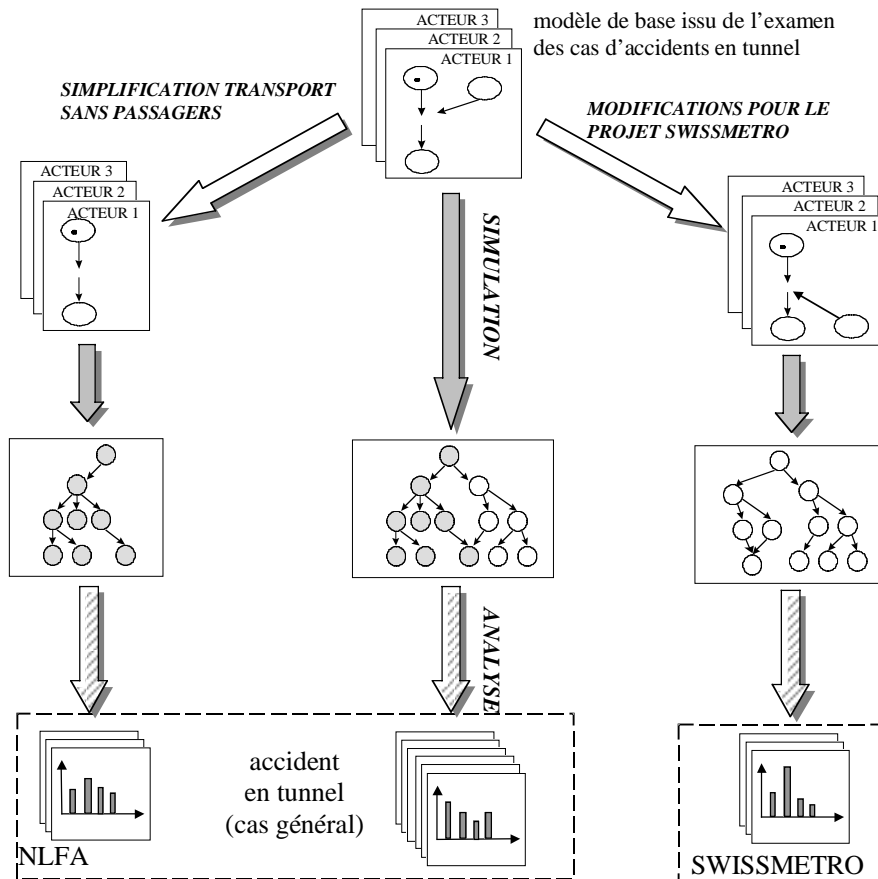 ACTEUR 3
ACTEUR 2
ACTEUR 1
modèle de base issu de l'examen
des cas d'accidents en tunnel
SIMPLIFICATION TRANSPORT
SANS PASSAGERS
MODIFICATIONS POUR LE
PROJET SWISSMETRO
ACTEUR 3
ACTEUR 2
ACTEUR 1
SIMULATION
ACTEUR 3
ACTEUR 2
ACTEUR 1
ANALYSE
accident
en tunnel
(cas général)
NLFA
SWISSMETRO